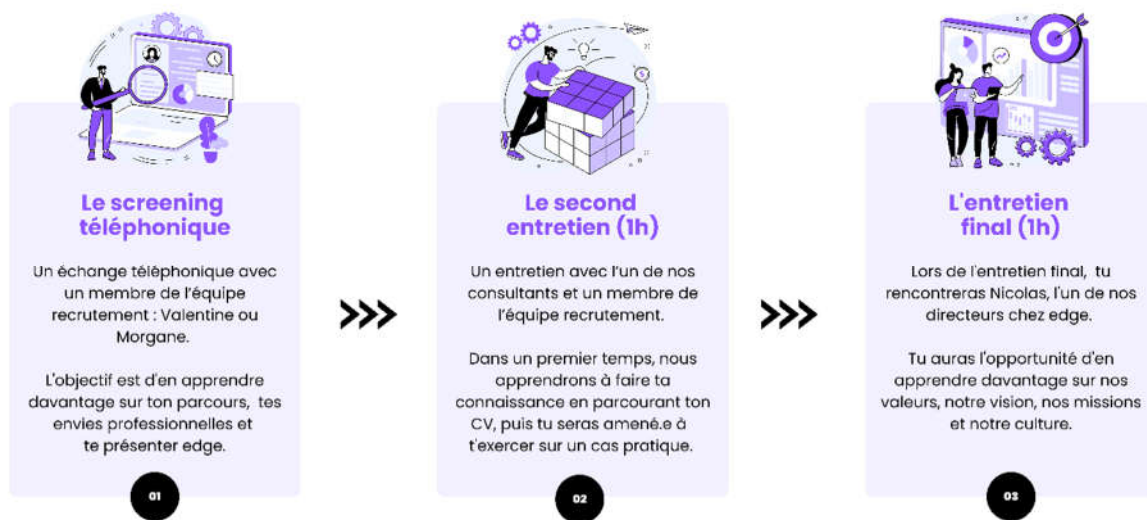 Le screening
téléphonique
Un échange téléphonique avec
un membre de l'équipe
recrutement : Valentine ou
Morgane.
L'objectif est d'en apprendre
davantage sur ton parcours, tes
envies professionnelles et
te présenter edge.
01
Le second
entretien (1h)
Un entretien avec l'un de nos
consultants et un membre de
l'équipe recrutement.
Dans un premier temps, nous
apprendrons à faire ta
connaissance en parcourant ton
CV, puis tu seras amené.e à
t'exercer sur un cas pratique.
02
L'entretien
final (1h)
Lors de l'entretien final, tu
rencontreras Nicolas, l'un de nos
directeurs chez edge.
Tu auras l'opportunité d'en
apprendre davantage sur nos
valeurs, notre vision, nos missions
et notre culture.
03